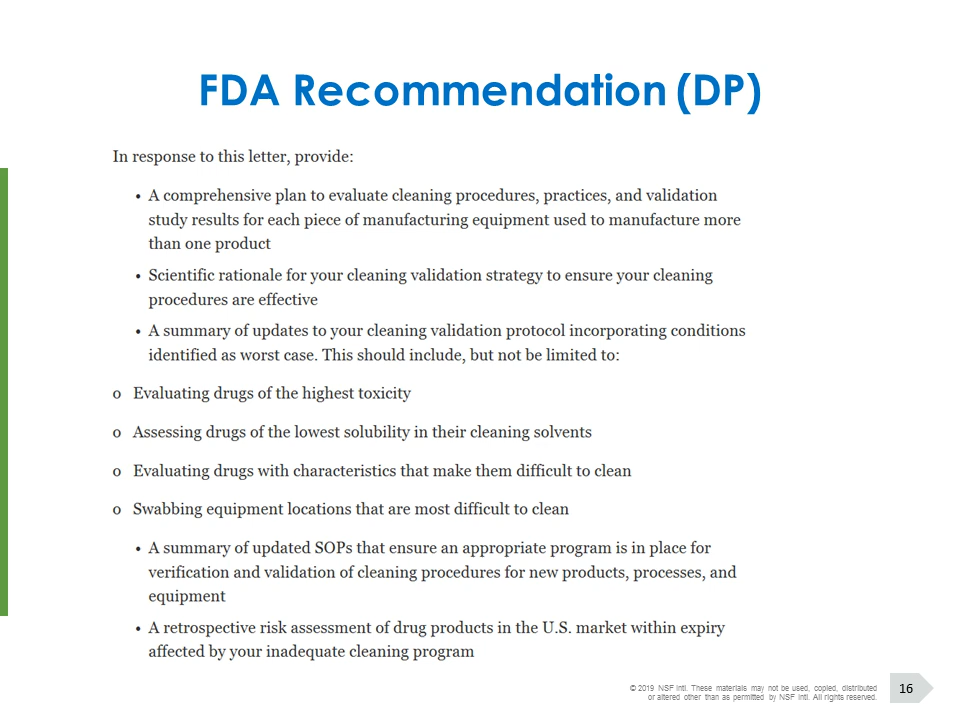 FDA Recommendation (DP)
In response to this letter, provide:
• A comprehensive plan to evaluate cleaning procedures, practices, and validation
study results for each piece of manufacturing equipment used to manufacture more
than one product
• Scientific rationale for your cleaning validation strategy to ensure your cleaning
procedures are effective
• A summary of updates to your cleaning validation protocol incorporating conditions
identified as worst case. This should include, but not be limited to:
o Evaluating drugs of the highest toxicity
o Assessing drugs of the lowest solubility in their cleaning solvents
o Evaluating drugs with characteristics that make them difficult to clean
o Swabbing equipment locations that are most difficult to clean
• A summary of updated SOPs that ensure an appropriate program is in place for
verification and validation of cleaning procedures for new products, processes, and
equipment
• A retrospective risk assessment of drug products in the U.S. market within expiry
affected by your inadequate cleaning program
© 2019 NSF Intl. These materials may not be used, copied, distributed
or altered other than as permitted by NSF Intl. All rights reserved.
16